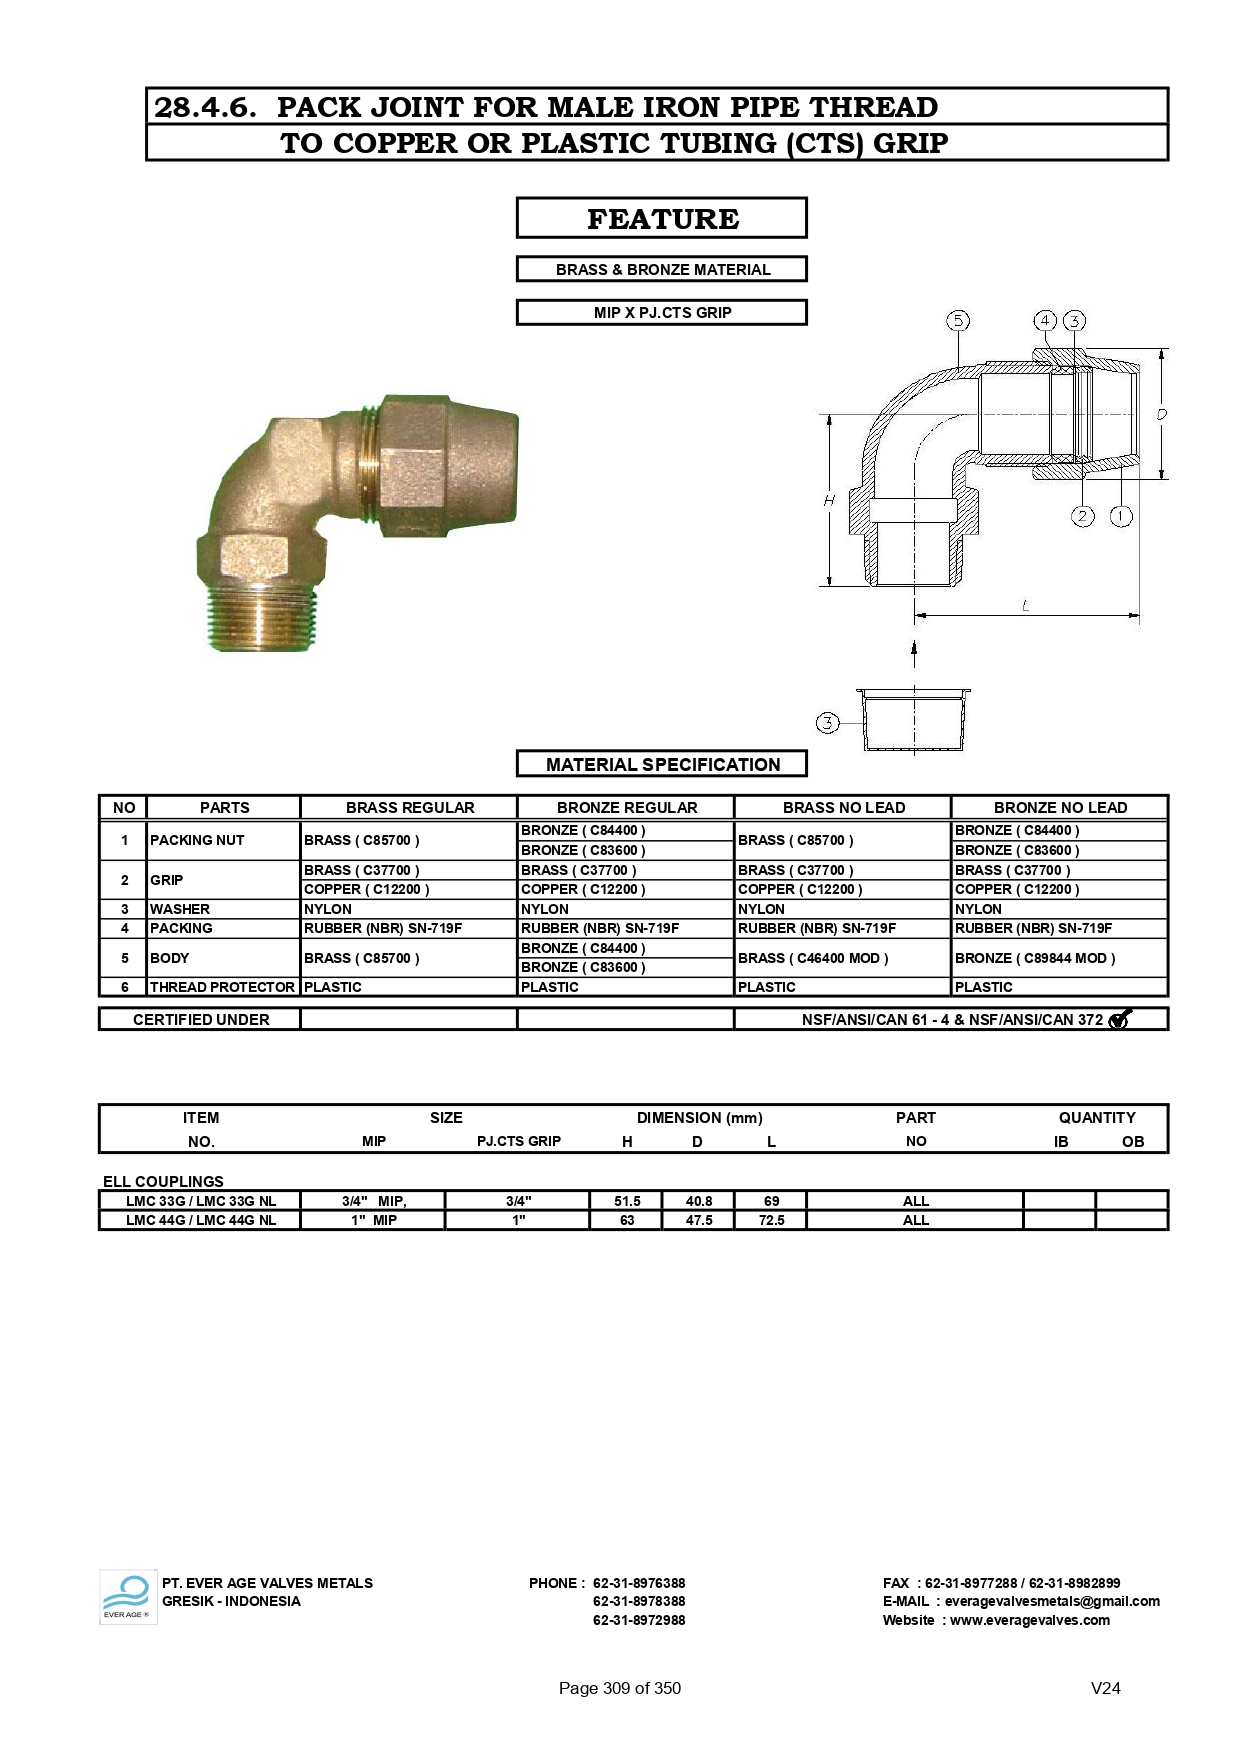 28.4.6. PACK JOINT FOR MALE IRON PIPE THREAD
TO COPPER OR PLASTIC TUBING (CTS) GRIP
FEATURE
BRASS & BRONZE MATERIAL
MIP X PJ.CTS GRIP
5 4 3
D
H
2 1
L
3
MATERIAL SPECIFICATION
NO PARTS BRASS REGULAR BRONZE REGULAR BRASS NO LEAD BRONZE NO LEAD
1 PACKING NUT BRASS ( C85700 ) BRONZE ( C84400 ) BRASS ( C85700 ) BRONZE ( C84400 )
BRONZE ( C83600 ) BRONZE ( C83600 )
2 GRIP BRASS ( C37700 ) BRASS ( C37700 ) BRASS ( C37700 ) BRASS ( C37700 )
COPPER ( C12200 ) COPPER ( C12200 ) COPPER ( C12200 ) COPPER ( C12200 )
3 WASHER NYLON NYLON NYLON NYLON
4 PACKING RUBBER (NBR) SN-719F RUBBER (NBR) SN-719F RUBBER (NBR) SN-719F RUBBER (NBR) SN-719F
5 BODY BRASS ( C85700 ) BRONZE ( C84400 ) BRASS ( C46400 MOD ) BRONZE ( C89844 MOD )
BRONZE ( C83600 )
6 THREAD PROTECTOR PLASTIC PLASTIC PLASTIC PLASTIC
CERTIFIED UNDER NSF/ANSI/CAN 61 - 4 & NSF/ANSI/CAN 372
ITEM SIZE DIMENSION (mm) PART QUANTITY
NO. MIP PJ.CTS GRIP H D L NO IB OB
ELL COUPLINGS
LMC 33G / LMC 33G NL 3/4" MIP, 3/4" 51.5 40.8 69 ALL
LMC 44G / LMC 44G NL 1" MIP 1" 63 47.5 72.5 ALL
EVER AGE ®
PT. EVER AGE VALVES METALS PHONE : 62-31-8976388 FAX : 62-31-8977288 / 62-31-8982899
GRESIK - INDONESIA 62-31-8978388 E-MAIL : everagevalvesmetals@gmail.com
62-31-8972988 Website : www.everagevalves.com
Page 309 of 350 V24